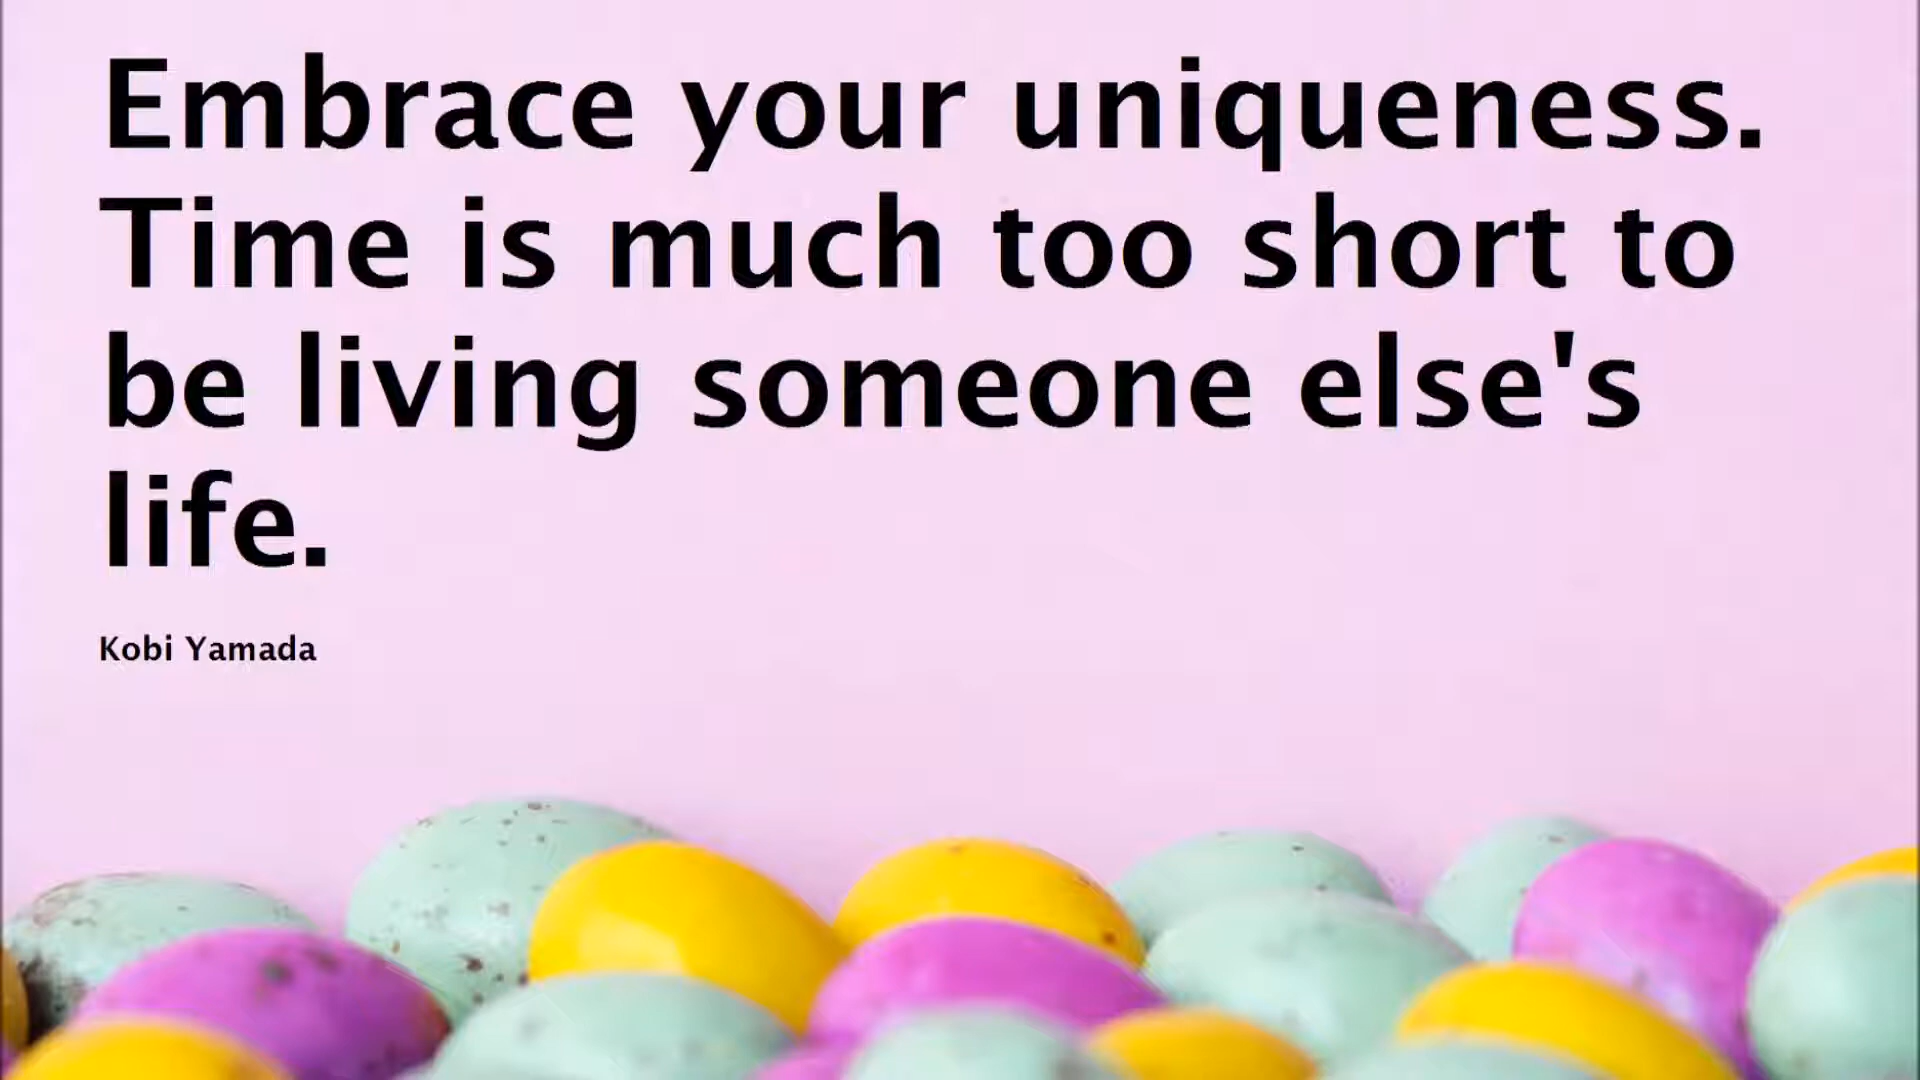 Embrace your uniqueness.
Time is much too short to
be living someone else's
life.
Kobi Yamada